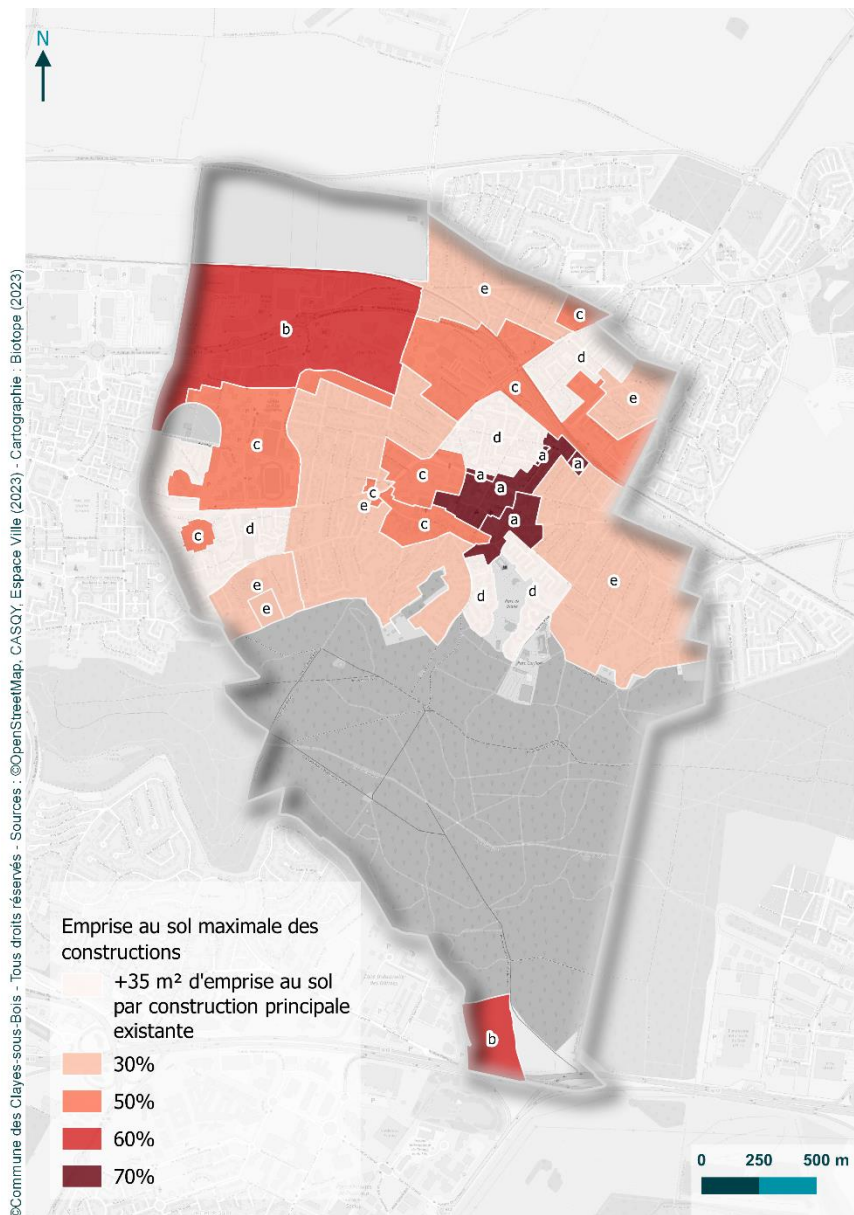 N
e
c
d
b
e
c
d
c
a
a
c
a
a
c
e
c
a
c
d
e
e
d
d
e
b
Emprise au sol maximale des
constructions
+35 m² d'emprise au sol
par construction principale
existante
30%
50%
60%
70%
0 250 500 m
©Commune des Clayes-sous-Bois - Tous droits réservés - Sources : ©OpenStreetMap, CASQY, Espace Ville (2023) - Cartographie : Biotope (2023)